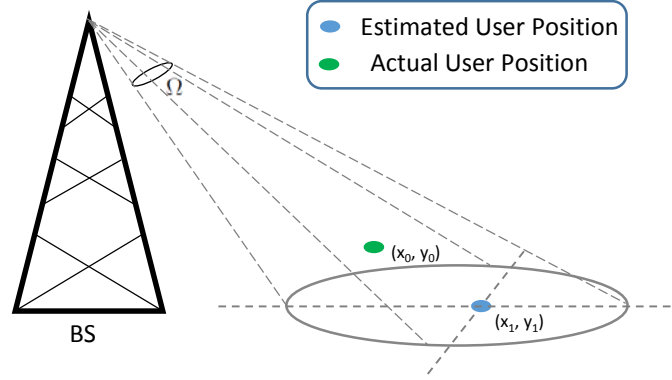 Estimated User Position
Actual User Position
Ω
(x₀, y₀)
(x₁, y₁)
BS